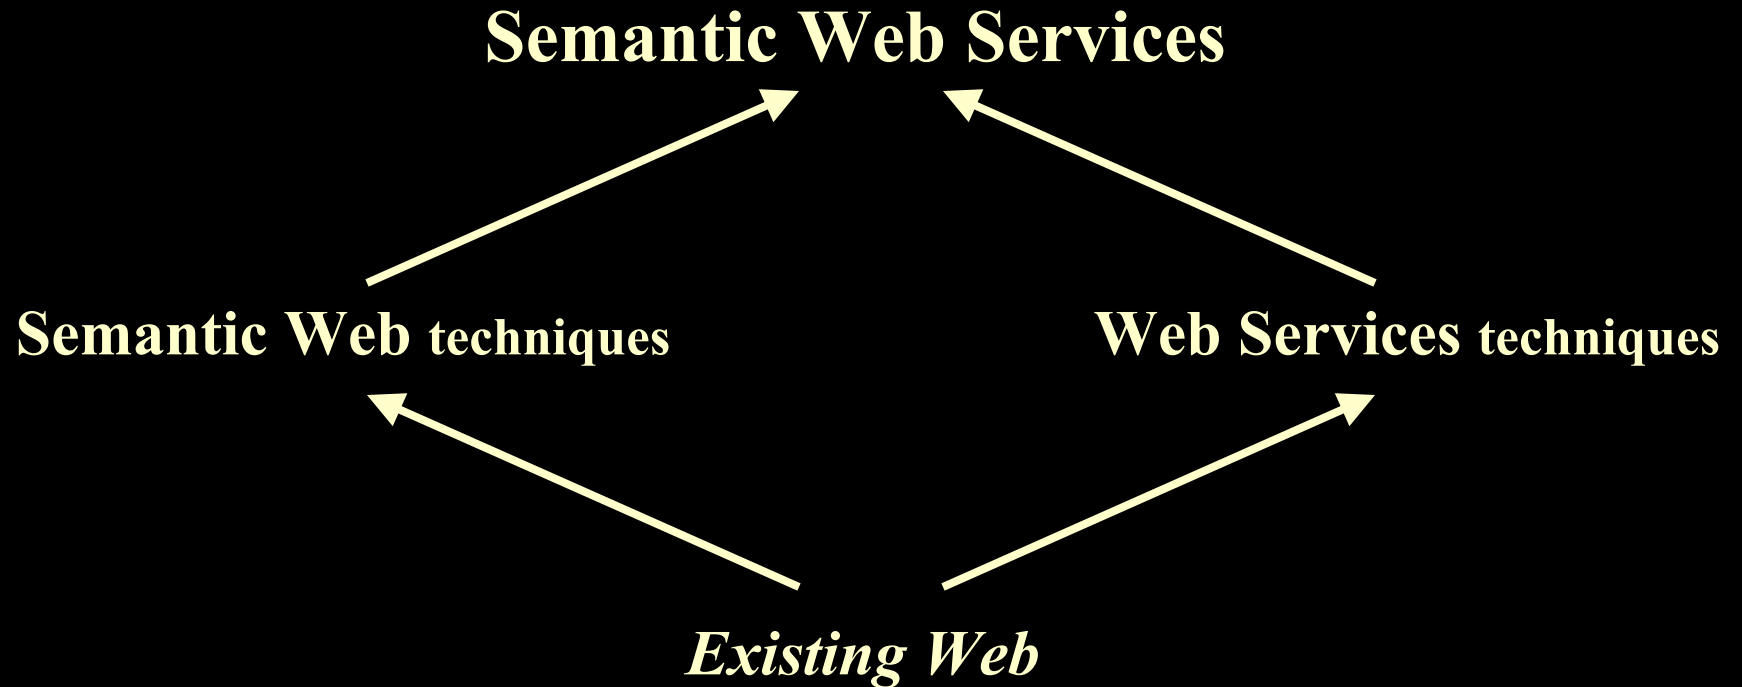 Semantic Web Services
Semantic Web techniques
Web Services techniques
Existing Web